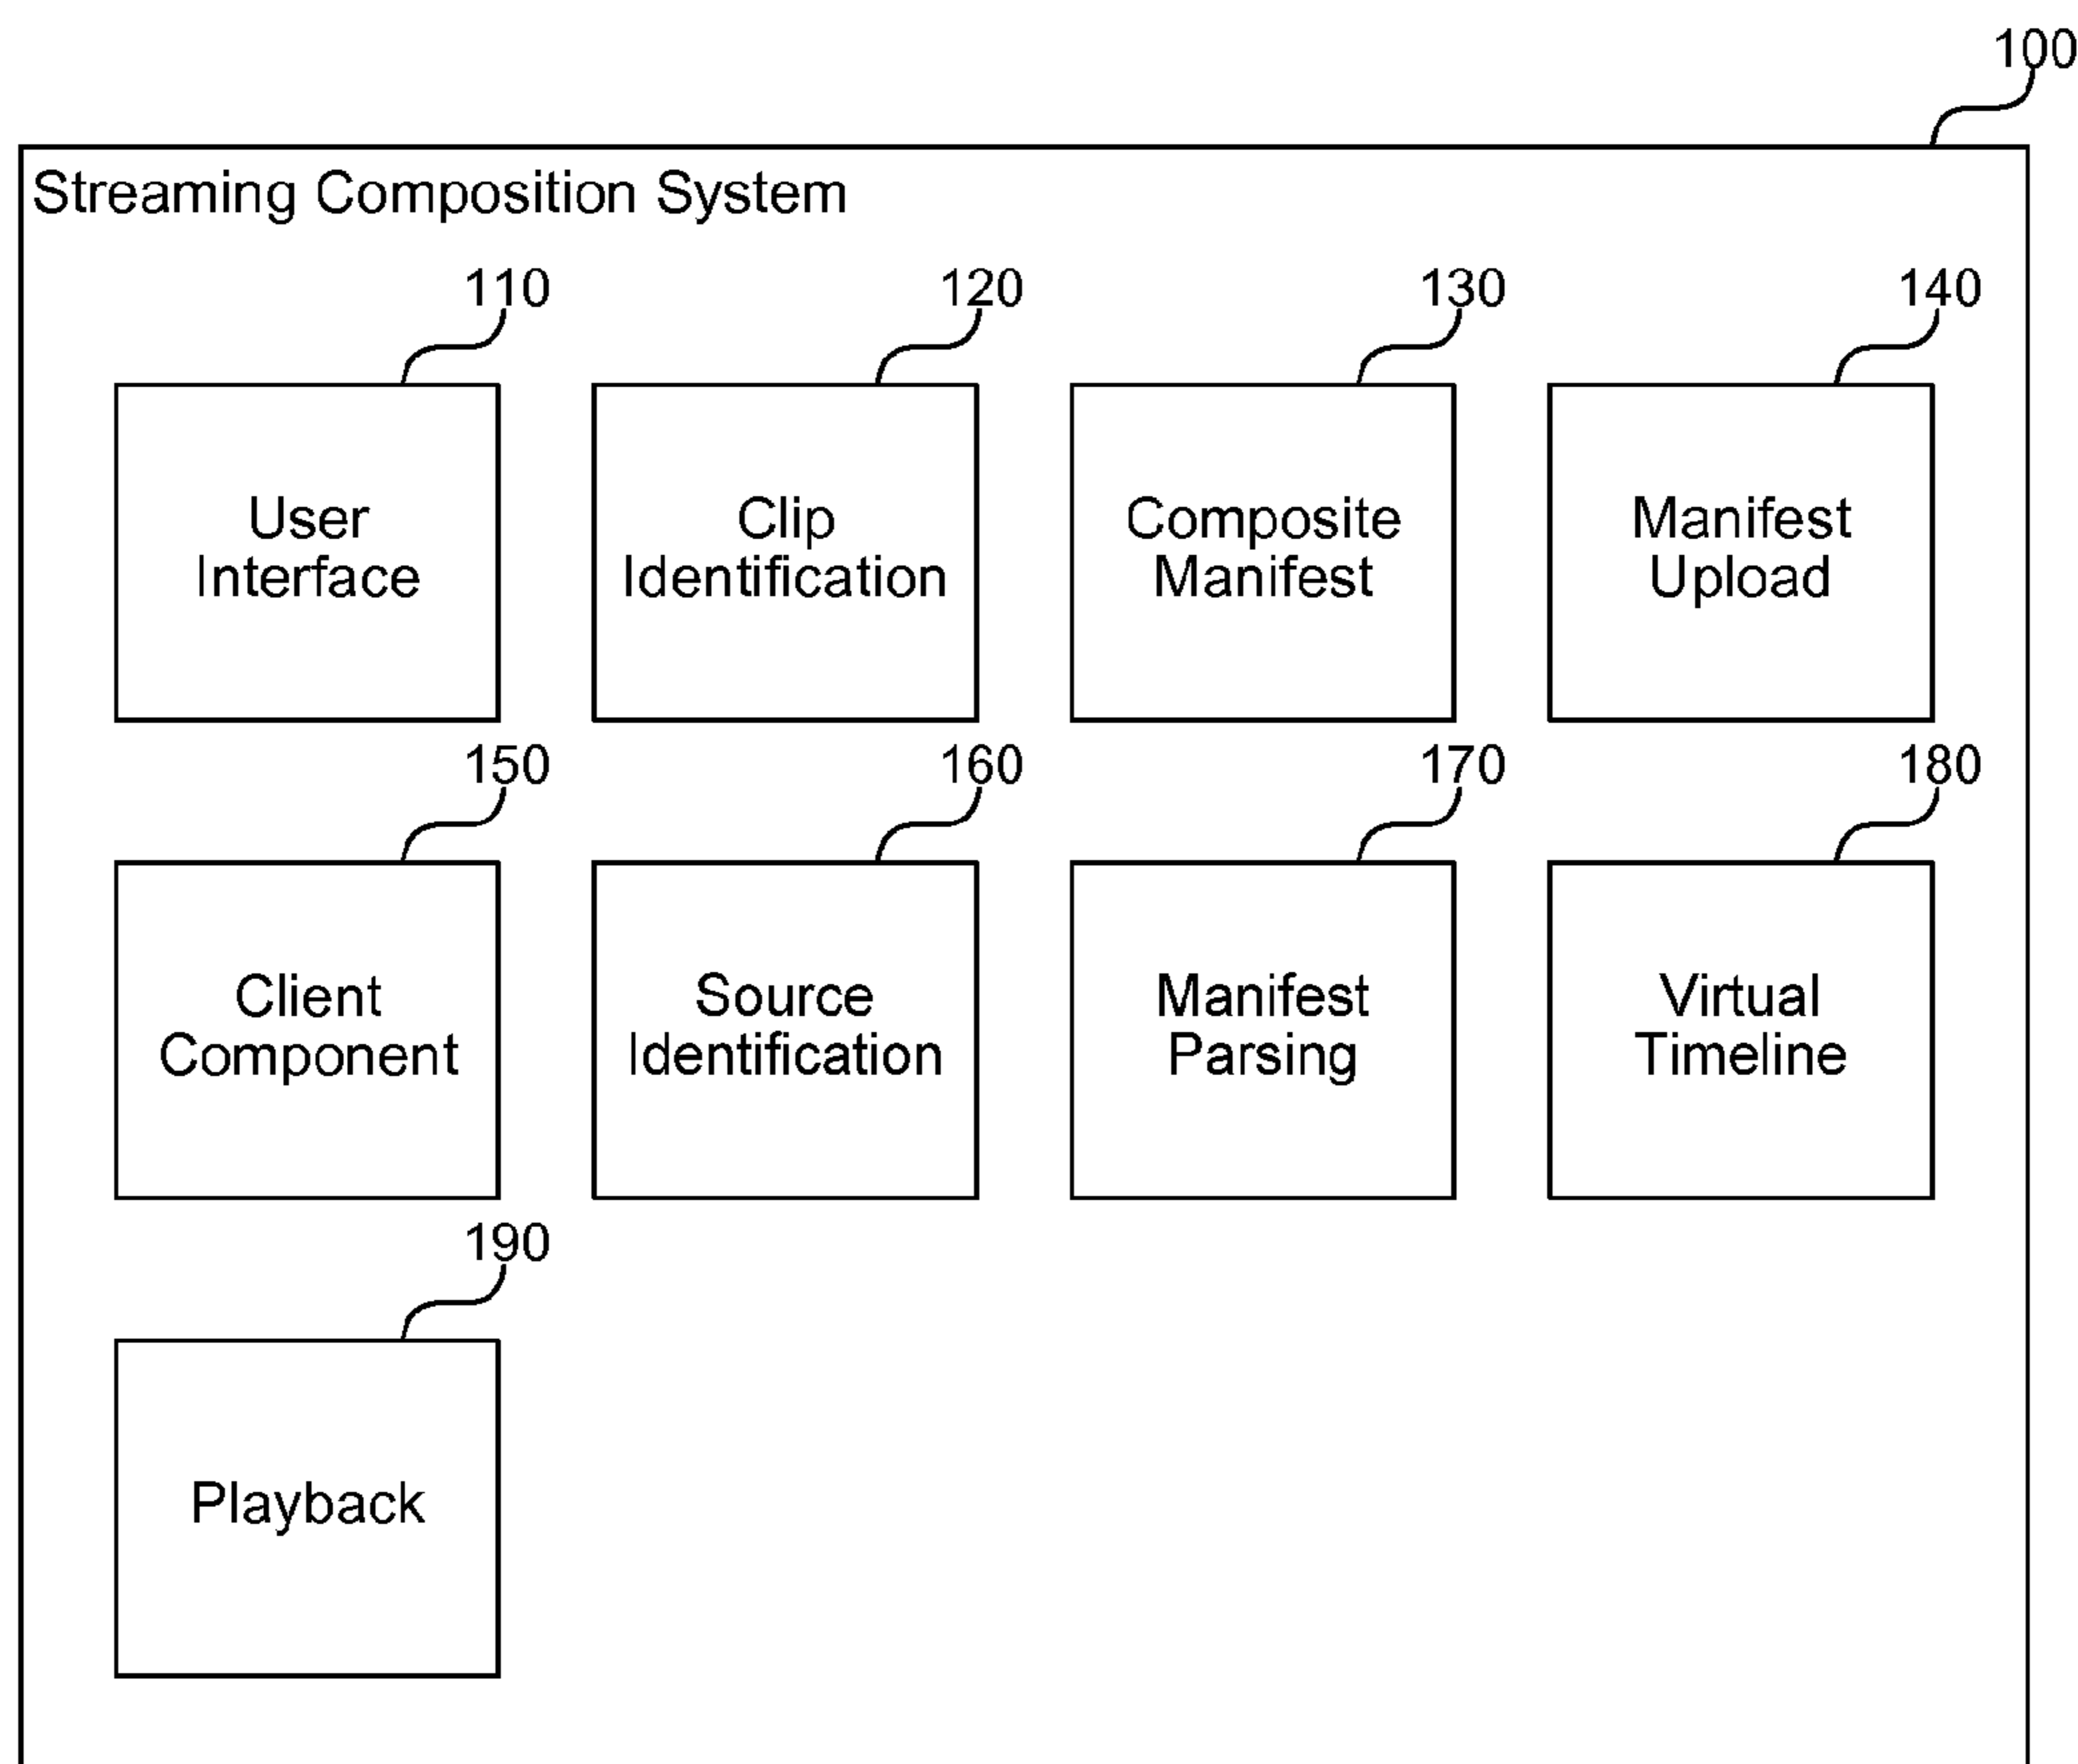 100
Streaming Composition System
110
120
130
140
User
Interface
Clip
Identification
Composite
Manifest
Manifest
Upload
150
160
170
180
Client
Component
Source
Identification
Manifest
Parsing
Virtual
Timeline
190
Playback